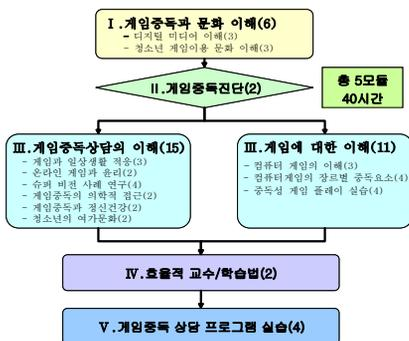 Ⅰ.게임중독과 문화 이해(6)
- 디지털 미디어 이해(3)
- 청소년 게임이용 문화 이해(3)
Ⅱ.게임중독진단(2)
총 5모듈
40시간
Ⅲ.게임중독상담의 이해(15)
- 게임과 일상생활 적응(3)
- 온라인 게임과 윤리(2)
- 슈퍼 비전 사례 연구(4)
- 게임중독의 의학적 접근(2)
- 게임중독과 정신건강(2)
- 청소년의 여가문화(2)
Ⅲ.게임에 대한 이해(11)
- 컴퓨터 게임의 이해(3)
- 컴퓨터게임의 장르별 중독요소(4)
- 중독성 게임 플레이 실습(4)
Ⅳ.효율적 교수/학습법(2)
Ⅴ.게임중독 상담 프로그램 실습(4)